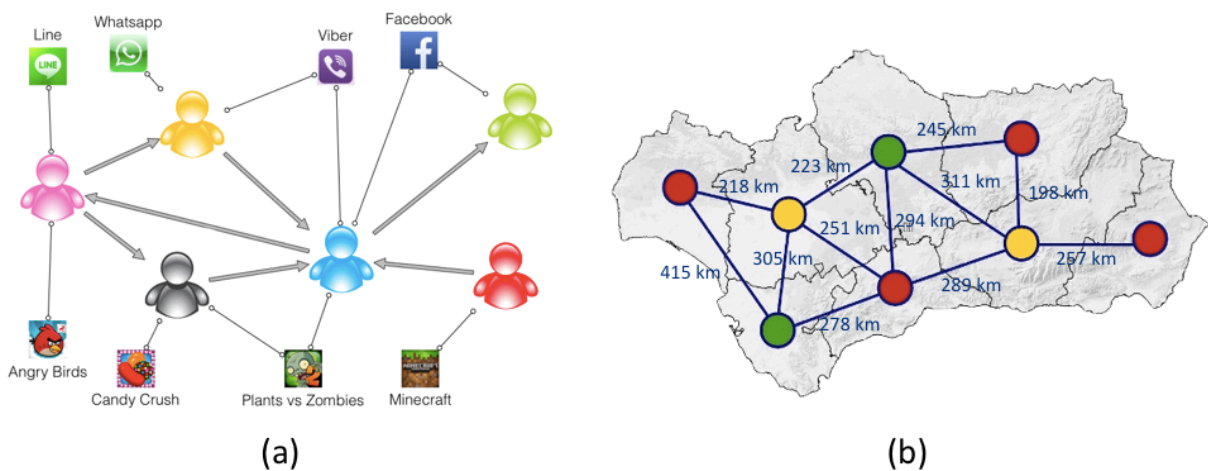 Line
Whatsapp
Viber
Facebook
LINE
Angry Birds
Candy Crush
Plants vs Zombies
Minecraft
(a)
245 km
223 km
311 km
218 km
198 km
251 km
294 km
305 km
257 km
415 km
289 km
278 km
(b)